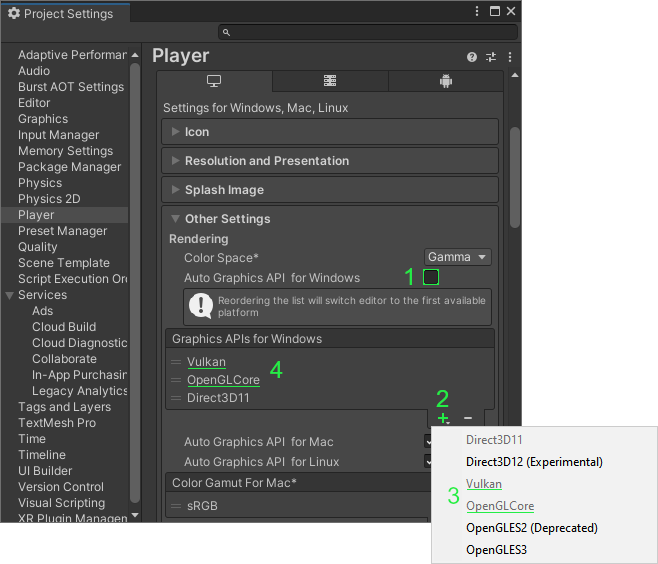 Project Settings
Adaptive Performan
Audio
Burst AOT Settings
Editor
Graphics
Input Manager
Memory Settings
Package Manager
Physics
Physics 2D
Player
Preset Manager
Quality
Scene Template
Script Execution Ord
Services
Ads
Cloud Build
Cloud Diagnostic
Collaborate
In-App Purchasin
Legacy Analytics
Tags and Layers
TextMesh Pro
Time
Timeline
UI Builder
Version Control
Visual Scripting
XR Plugin Managem
Player
Settings for Windows, Mac, Linux
Icon
Resolution and Presentation
Splash Image
Other Settings
Rendering
Color Space* Gamma
Auto Graphics API for Windows 1
Reordering the list will switch editor to the first available
platform
Graphics APIs for Windows
Vulkan
4
OpenGLCore
Direct3D11
2
+ −
Auto Graphics API for Mac
Auto Graphics API for Linux
Color Gamut For Mac*
sRGB
Direct3D11
Direct3D12 (Experimental)
Vulkan
3
OpenGLCore
OpenGLES2 (Deprecated)
OpenGLES3